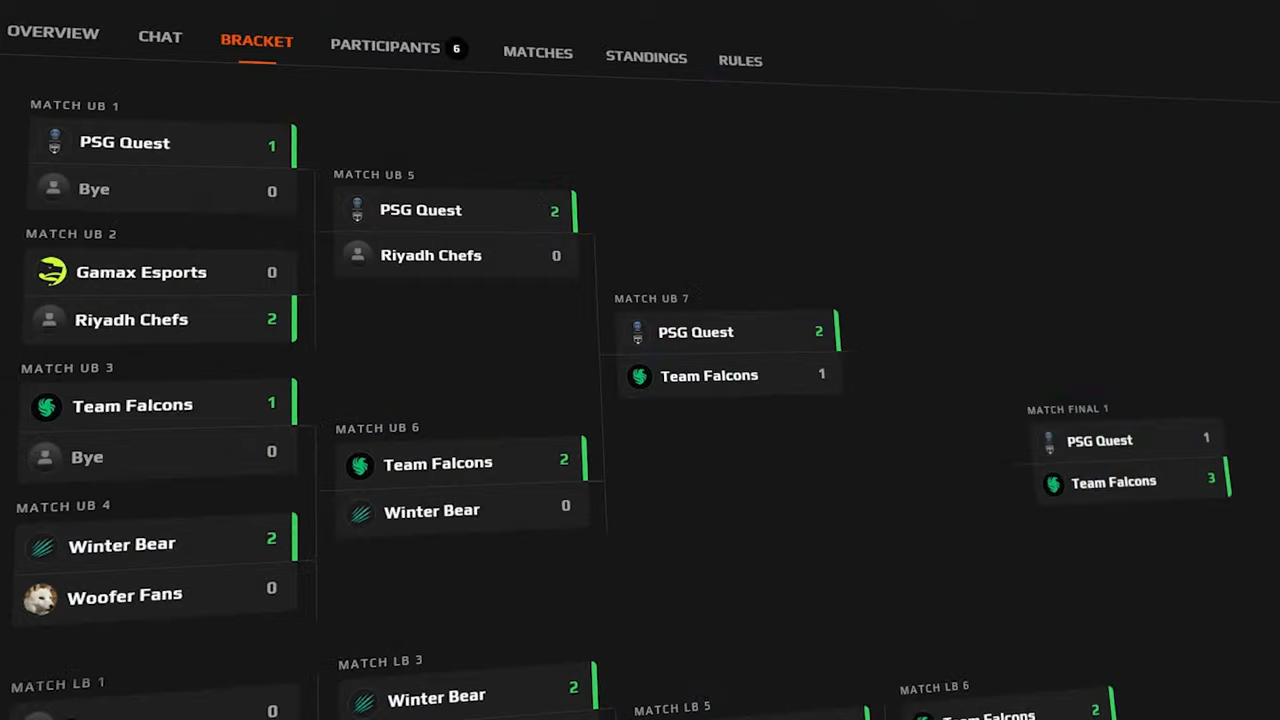 OVERVIEW CHAT BRACKET PARTICIPANTS 6 MATCHES STANDINGS RULES
MATCH UB 1
PSG Quest 1
Bye 0
MATCH UB 2
Gamax Esports 0
Riyadh Chefs 2
MATCH UB 3
Team Falcons 1
Bye 0
MATCH UB 4
Winter Bear 2
Woofer Fans 0
MATCH LB 1
0
MATCH UB 5
PSG Quest 2
Riyadh Chefs 0
MATCH UB 6
Team Falcons 2
Winter Bear 0
MATCH LB 3
Winter Bear 2
MATCH UB 7
PSG Quest 2
Team Falcons 1
MATCH LB 5
MATCH LB 6
Team Falcons 2
MATCH FINAL 1
PSG Quest 1
Team Falcons 3